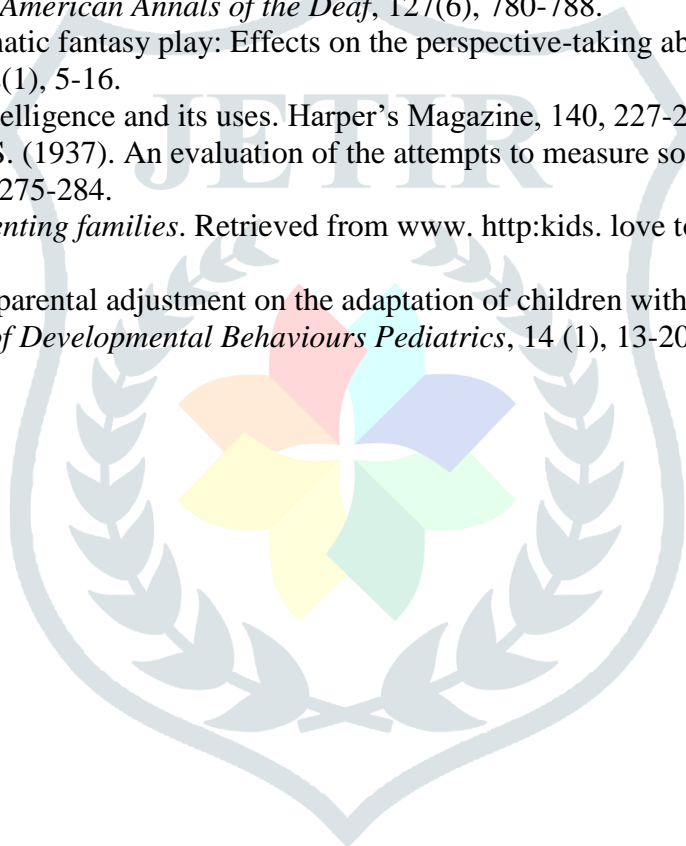 American Annals of the Deaf, 127(6), 780-788.
natic fantasy play: Effects on the perspective-taking ab
(1), 5-16.
telligence and its uses. Harper's Magazine, 140, 227-2
S. (1937). An evaluation of the attempts to measure so
275-284.
enting families. Retrieved from www. http:kids. love to
parental adjustment on the adaptation of children with
of Developmental Behaviours Pediatrics, 14 (1), 13-20
JETIR